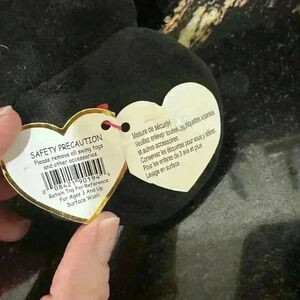 SAFETY PRECAUTION
Please remove all swing tags
and other accessories.
Retain Tag For Reference.
For Ages 3 And Up.
Surface Wash.
Mesure de sécurité
Veuillez enlever toutes les étiquettes volantes
et autres accessoires.
Conservez les étiquettes pour vous y référer.
Pour les enfants de 3 ans et plus
Lavage en surface.